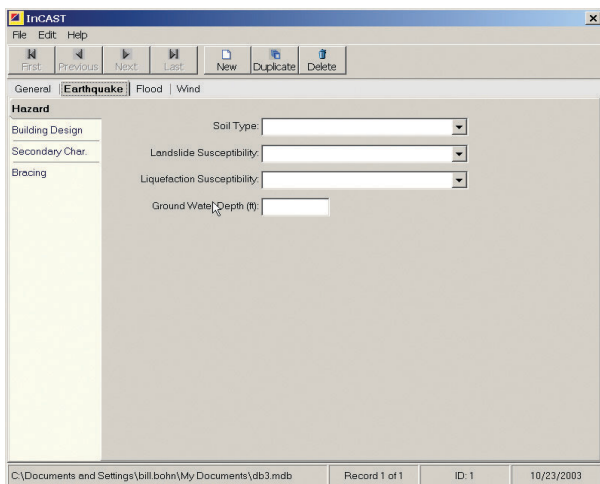 InCAST
File Edit Help
First Previous Next Last New Duplicate Delete
General Earthquake Flood Wind
Hazard
Building Design
Secondary Char.
Bracing
Soil Type:
Landslide Susceptibility:
Liquefaction Susceptibility:
Ground Water Depth (ft):
C:\Documents and Settings\bill.bohn\My Documents\db3.mdb Record 1 of 1 ID: 1 10/23/2003